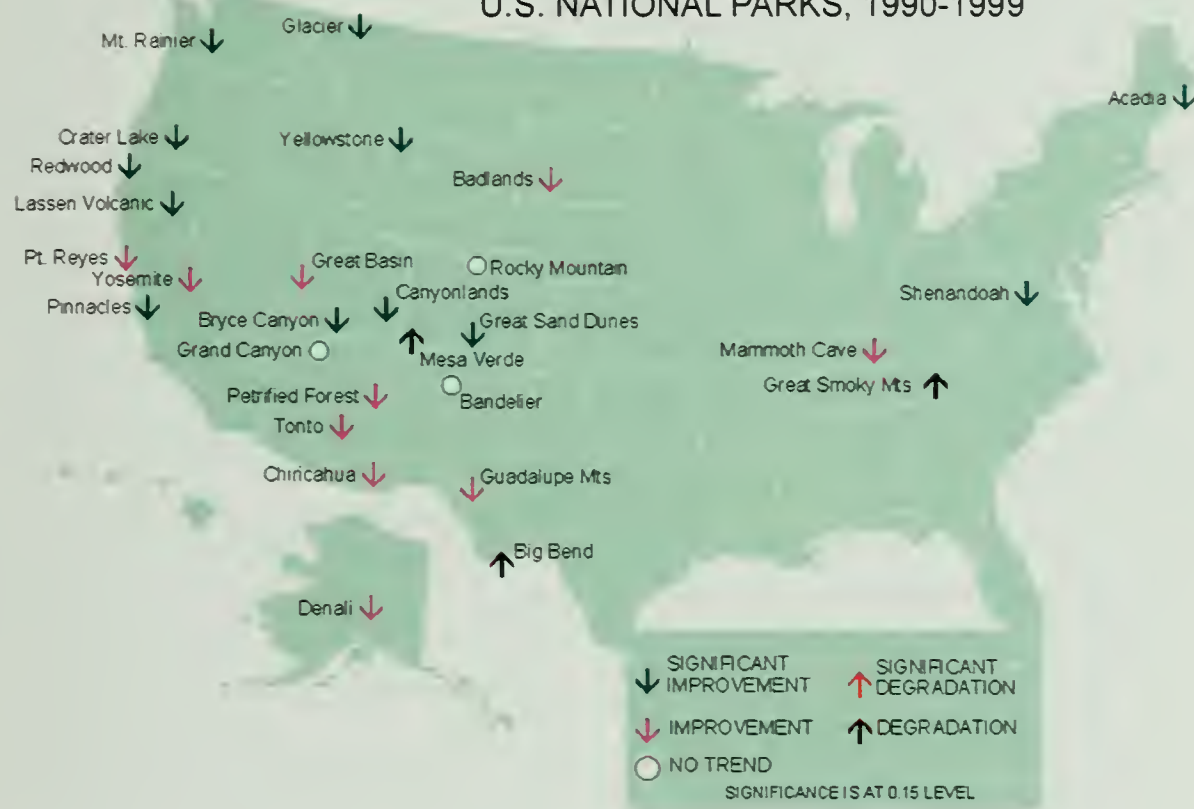 U.S. NATIONAL PARKS, 1990-1999
Glacier
Mt. Rainier
Acadia
Crater Lake
Yellowstone
Redwood
Badlands
Lassen Volcanic
Pt. Reyes
Great Basin
Rocky Mountain
Yosemite
Canyonlands
Shenandoah
Pinnacles
Bryce Canyon
Great Sand Dunes
Grand Canyon
Mesa Verde
Mammoth Cave
Great Smoky Mts
Petrified Forest
Bandelier
Tonto
Chiricahua
Guadalupe Mts
Big Bend
Denali
SIGNIFICANT
IMPROVEMENT
SIGNIFICANT
DEGRADATION
IMPROVEMENT
DEGRADATION
NO TREND
SIGNIFICANCE IS AT 0.15 LEVEL